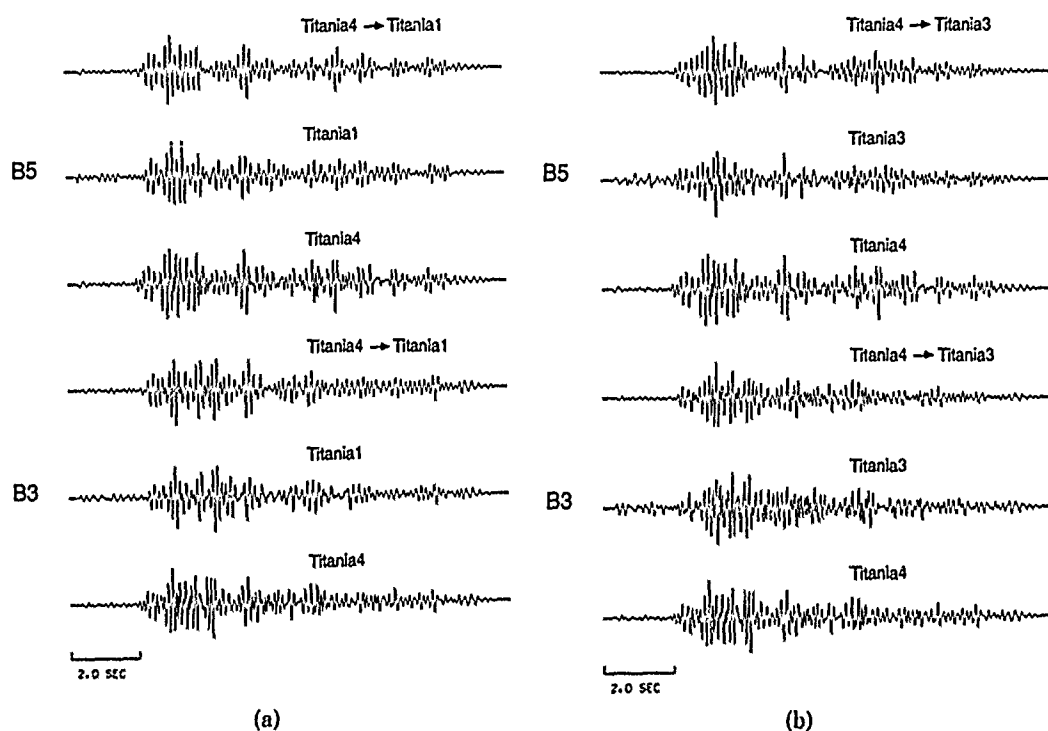 Titania4 → Titania1
Titania1
B5
Titania4
Titania4 → Titania1
Titania1
B3
Titania4
2.0 SEC
(a)
Titania4 → Titania3
Titania3
B5
Titania4
Titania4 → Titania3
Titania3
B3
Titania4
2.0 SEC
(b)